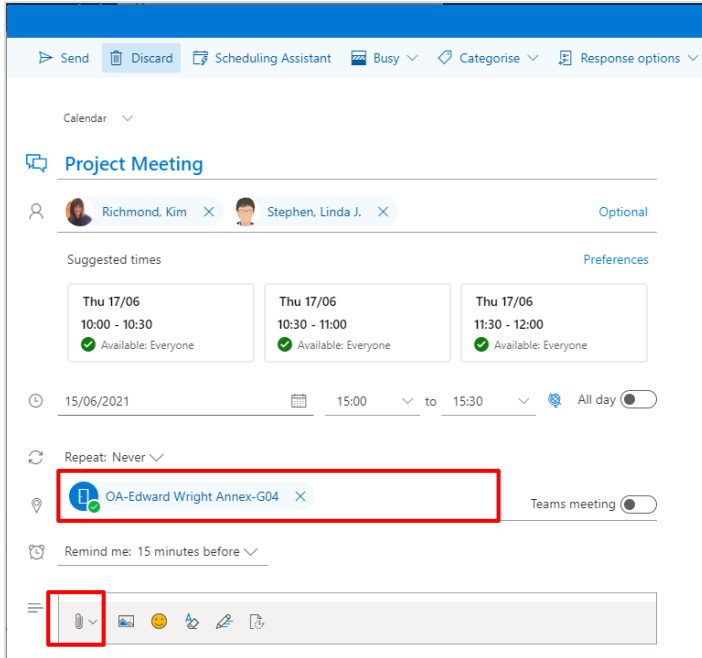 Send Discard Scheduling Assistant Busy Categorise Response options
Calendar
Project Meeting
Richmond, Kim Stephen, Linda J. Optional
Suggested times Preferences
Thu 17/06 Thu 17/06 Thu 17/06
10:00 - 10:30 10:30 - 11:00 11:30 - 12:00
Available: Everyone Available: Everyone Available: Everyone
15/06/2021 15:00 to 15:30 All day
Repeat: Never
OA-Edward Wright Annex-G04
Teams meeting
Remind me: 15 minutes before